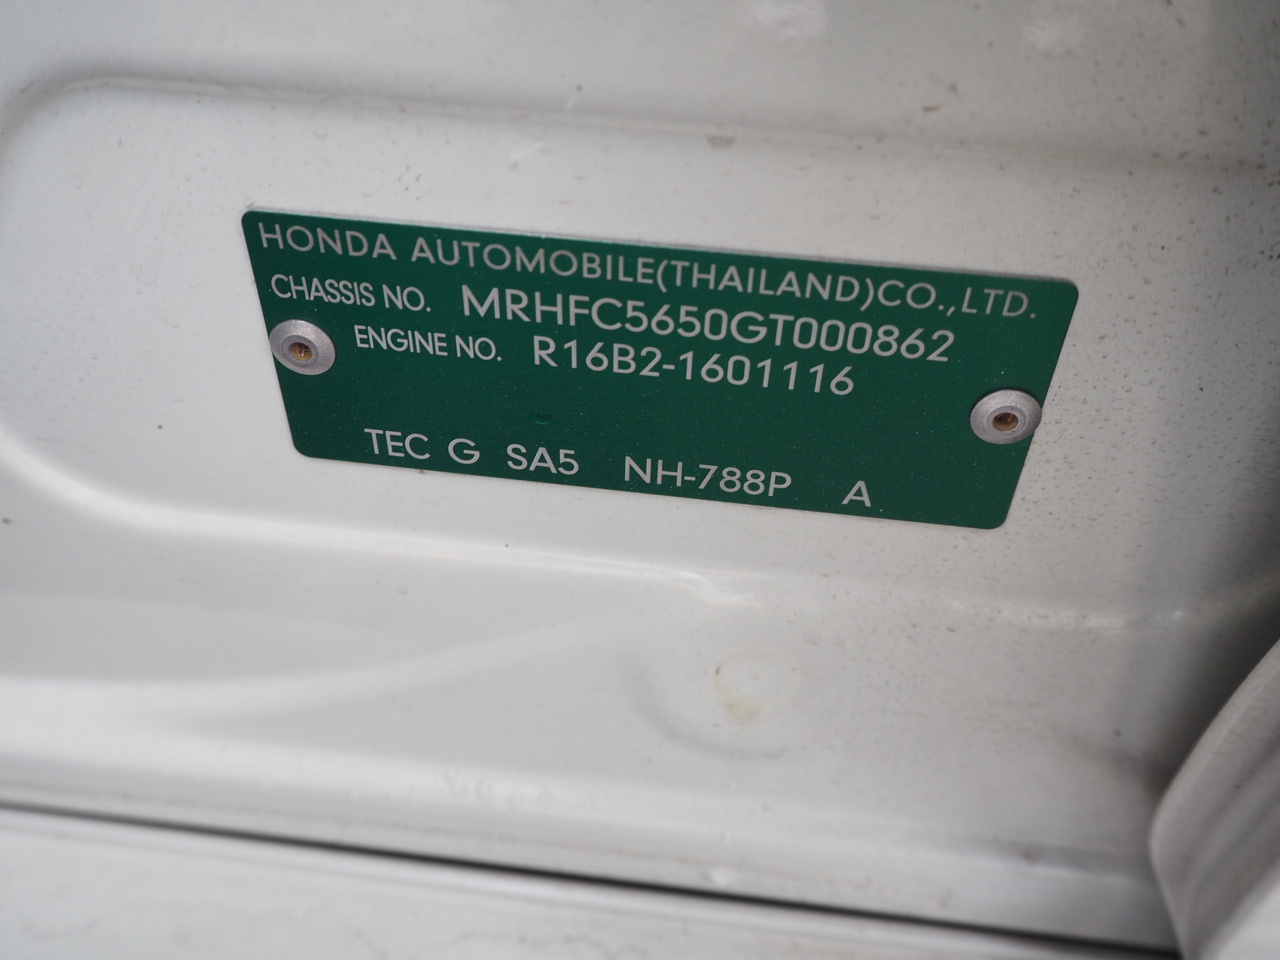 HONDA AUTOMOBILE(THAILAND)CO.,LTD.
CHASSIS NO. MRHFC5650GT000862
ENGINE NO. R16B2-1601116
TEC G SA5 NH-788P A